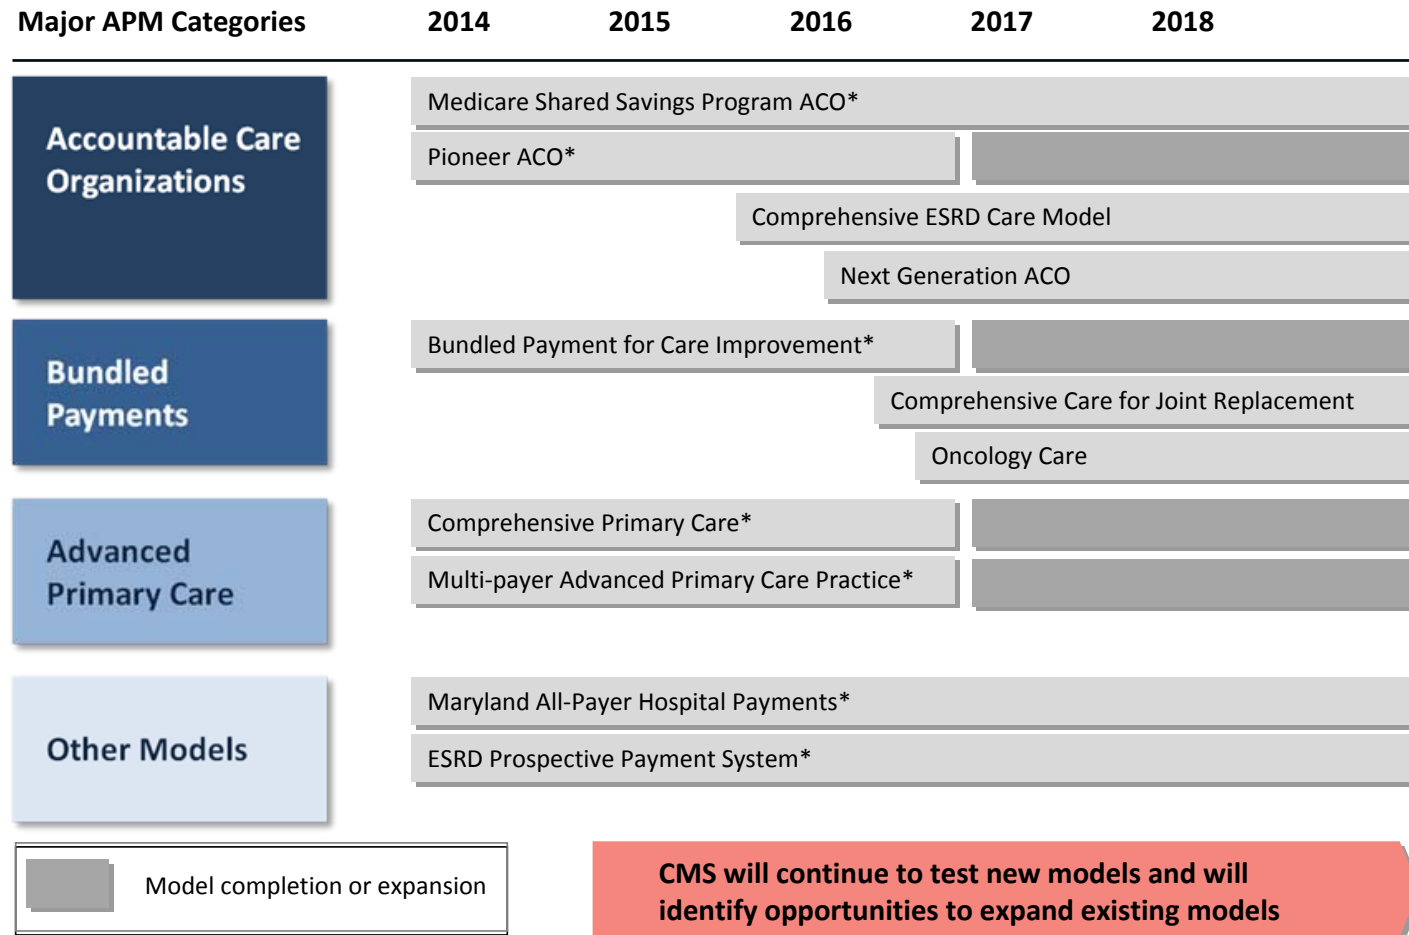 Major APM Categories 2014 2015 2016 2017 2018
Accountable Care
Organizations
Medicare Shared Savings Program ACO*
Pioneer ACO*
Comprehensive ESRD Care Model
Next Generation ACO
Bundled
Payments
Bundled Payment for Care Improvement*
Comprehensive Care for Joint Replacement
Oncology Care
Advanced
Primary Care
Comprehensive Primary Care*
Multi-payer Advanced Primary Care Practice*
Other Models
Maryland All-Payer Hospital Payments*
ESRD Prospective Payment System*
Model completion or expansion
CMS will continue to test new models and will
identify opportunities to expand existing models